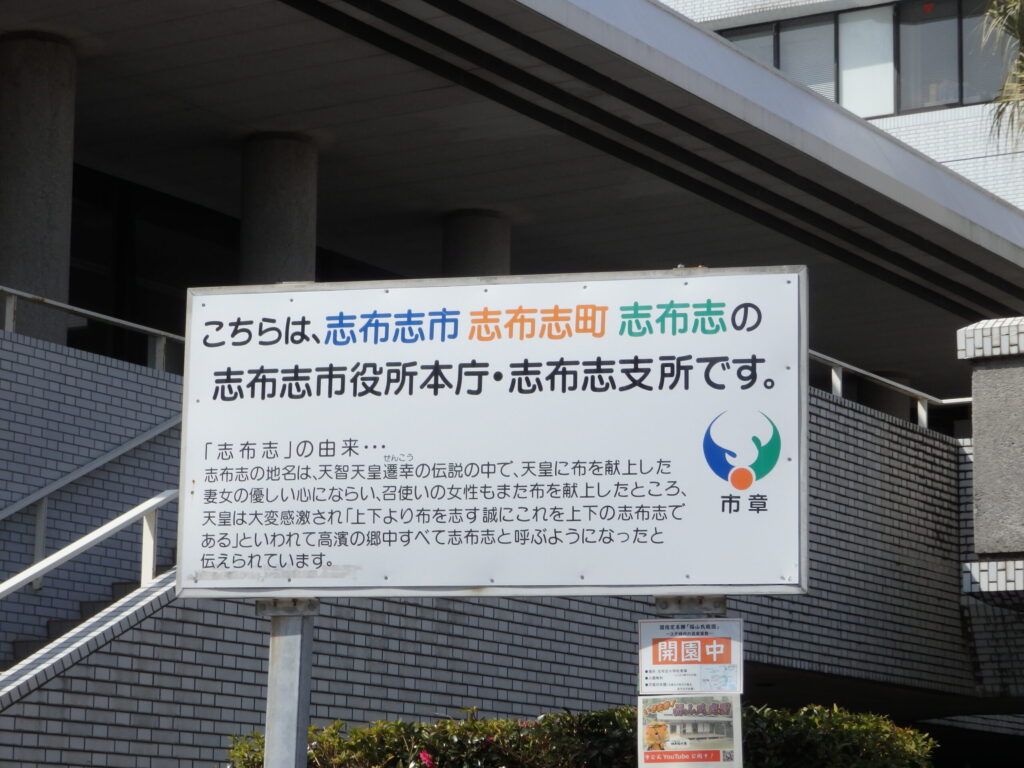 こちらは、志布志市 志布志町 志布志の
志布志市役所本庁・志布志支所です。
「志布志」の由来・・・
せんこう
志布志の地名は、天智天皇遷幸の伝説の中で、天皇に布を献上した
妻女の優しい心にならい、召使いの女性もまた布を献上したところ、
天皇は大変感激され「上下より布を志す誠にこれを上下の志布志で
ある」といわれて高濱の郷中すべて志布志と呼ぶようになったと
伝えられています。
市章
開園中